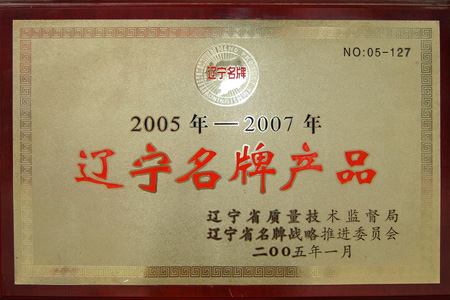 辽宁名牌
NO:05-127
2005年—2007年
辽宁名牌产品
辽宁省质量技术监督局
辽宁省名牌战略推进委员会
二00五年一月